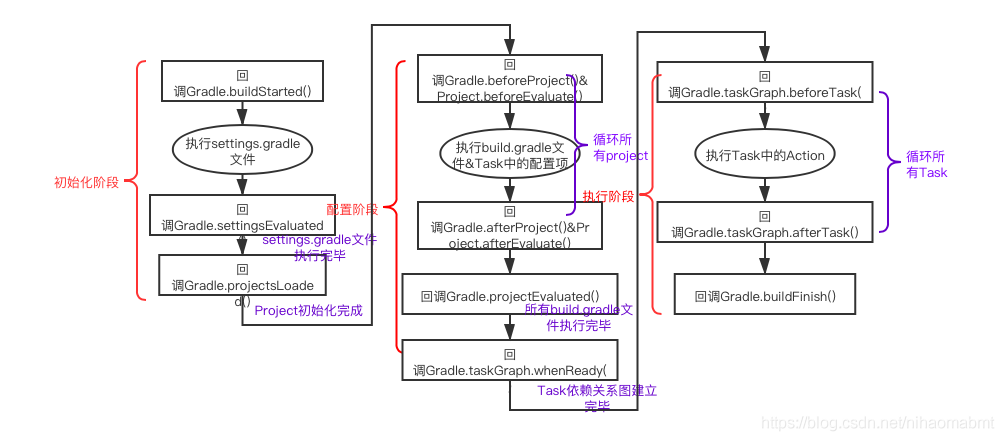 初始化阶段
回
调Gradle.buildStarted()
执行settings.gradle
文件
回
调Gradle.settingsEvaluated
settings.gradle文件
执行完毕
回
调Gradle.projectsLoade
d()
Project初始化完成
配置阶段
回
调Gradle.beforeProject()&
Project.beforeEvaluate()
执行build.gradle文
件&Task中的配置项
循环所
有project
回
调Gradle.afterProject()&Pr
oject.afterEvaluate()
回调Gradle.projectEvaluated()
所有build.gradle文
件执行完毕
回
调Gradle.taskGraph.whenReady(
Task依赖关系图建立
完毕
执行阶段
回
调Gradle.taskGraph.beforeTask(
执行Task中的Action
循环所
有Task
回
调Gradle.taskGraph.afterTask()
回调Gradle.buildFinish()
https://blog.csdn.net/nihaomabmt